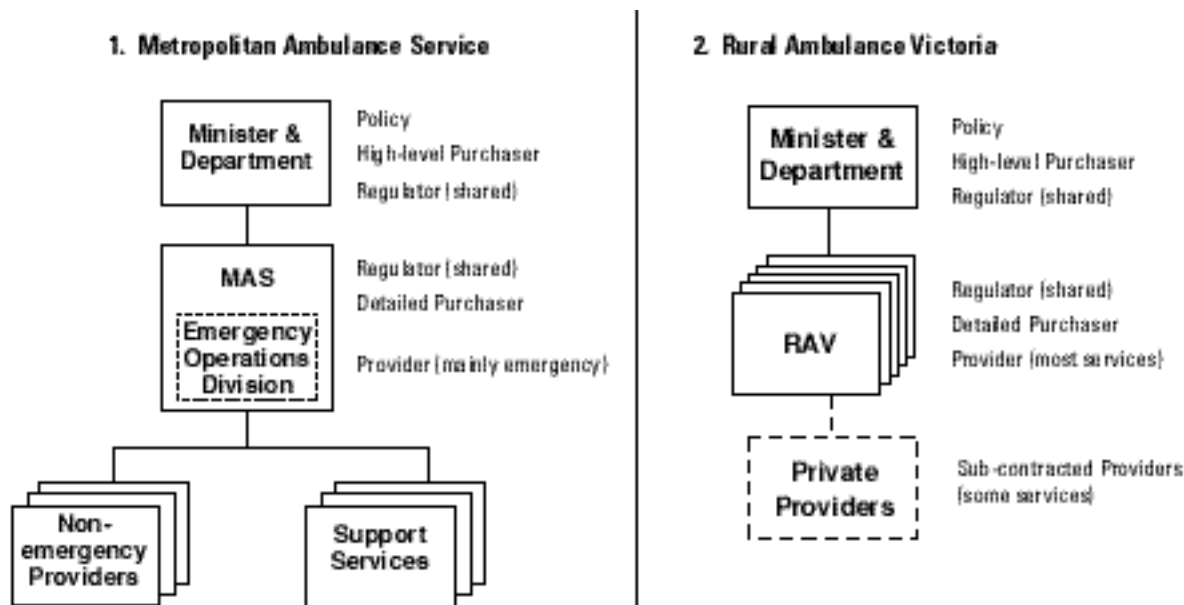 1. Metropolitan Ambulance Service
Minister &
Department
Policy
High-level Purchaser
Regulator (shared)
MAS
Emergency
Operations
Division
Regulator (shared)
Detailed Purchaser
Provider (mainly emergency)
Non-
emergency
Providers
Support
Services
2. Rural Ambulance Victoria
Minister &
Department
Policy
High-level Purchaser
Regulator (shared)
RAV
Regulator (shared)
Detailed Purchaser
Provider (most services)
Private
Providers
Sub-contracted Providers
(some services)